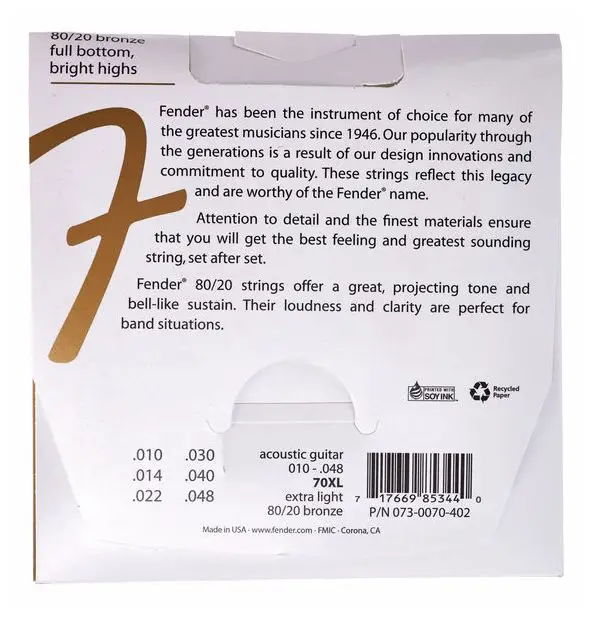 80/20 bronze
full bottom,
bright highs
Fender® has been the instrument of choice for many of
the greatest musicians since 1946. Our popularity through
the generations is a result of our design innovations and
commitment to quality. These strings reflect this legacy
and are worthy of the Fender® name.
Attention to detail and the finest materials ensure
that you will get the best feeling and greatest sounding
string, set after set.
Fender® 80/20 strings offer a great, projecting tone and
bell-like sustain. Their loudness and clarity are perfect for
band situations.
PRINTED WITH
SOY INK
Recycled
Paper
.010 .030
.014 .040
.022 .048
acoustic guitar
010 - .048
70XL
extra light
80/20 bronze
7 17669 85344 0
P/N 073-0070-402
Made in USA · www.fender.com · FMIC · Corona, CA